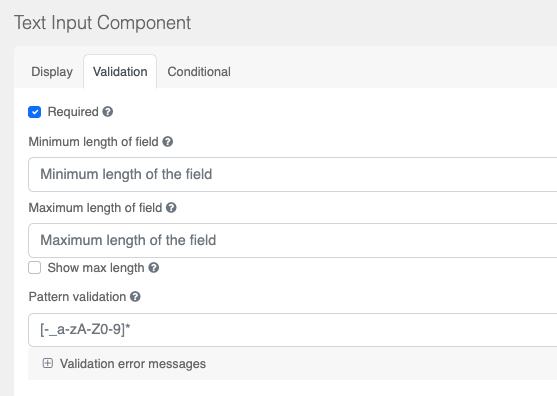 Text Input Component
Display Validation Conditional
Required
Minimum length of field
Minimum length of the field
Maximum length of field
Maximum length of the field
Show max length
Pattern validation
[-_a-zA-Z0-9]*
Validation error messages